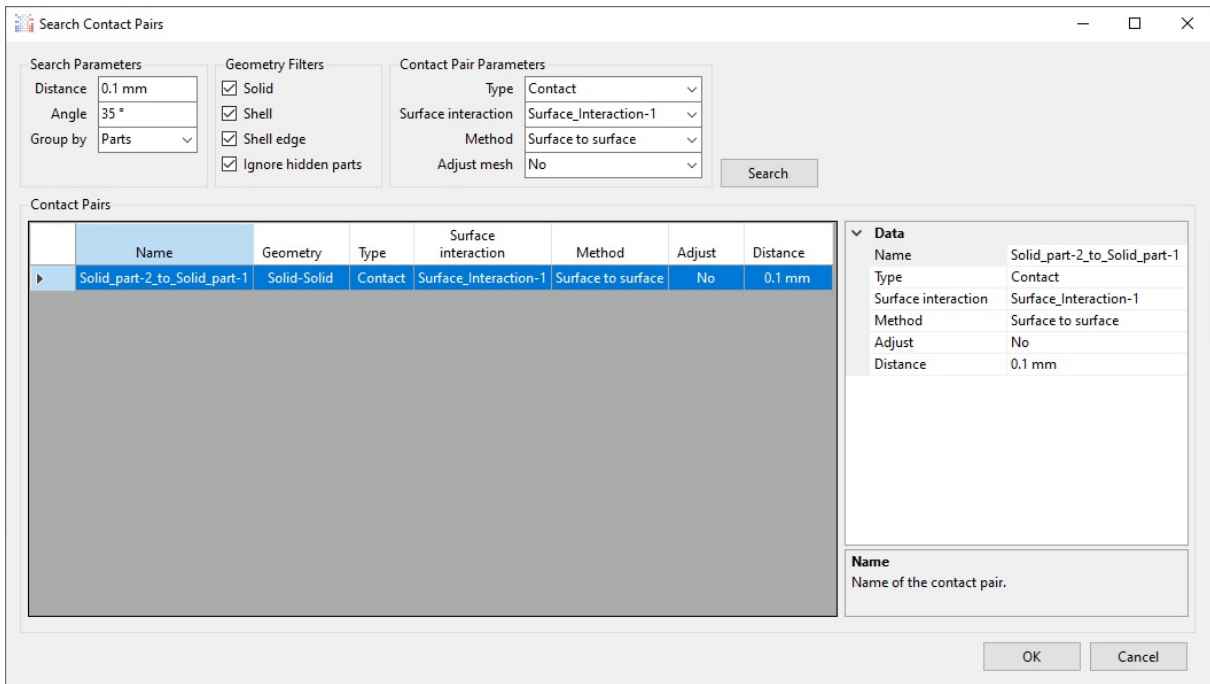 Search Contact Pairs
Search Parameters
Distance 0.1 mm
Angle 35 °
Group by Parts
Geometry Filters
Solid
Shell
Shell edge
Ignore hidden parts
Contact Pair Parameters
Type Contact
Surface interaction Surface_Interaction-1
Method Surface to surface
Adjust mesh No
Search
Contact Pairs
Name Geometry Type Surface interaction Method Adjust Distance
Solid_part-2_to_Solid_part-1 Solid-Solid Contact Surface_Interaction-1 Surface to surface No 0.1 mm
Data
Name Solid_part-2_to_Solid_part-1
Type Contact
Surface interaction Surface_Interaction-1
Method Surface to surface
Adjust No
Distance 0.1 mm
Name
Name of the contact pair.
OK Cancel